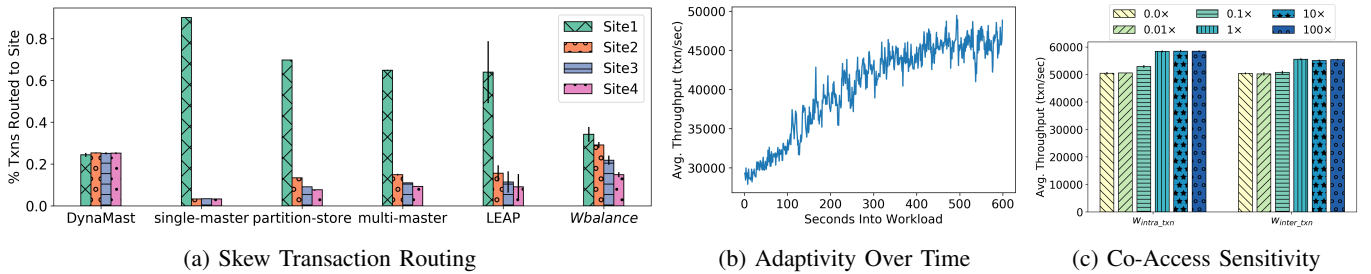 % Txns Routed to Site
0.8
0.6
0.4
0.2
0.0
Site1
Site2
Site3
Site4
DynaMast single-master partition-store multi-master LEAP Wbalance
(a) Skew Transaction Routing
Avg. Throughput (txn/sec)
45000
40000
35000
30000
0 100 200 300 400 500 600
Seconds Into Workload
(b) Adaptivity Over Time
0.0× 0.1× 10×
0.01× 1× 100×
Avg. Throughput (txn/sec)
60000
50000
40000
30000
20000
10000
0
w_intra_txn w_inter_txn
(c) Co-Access Sensitivity